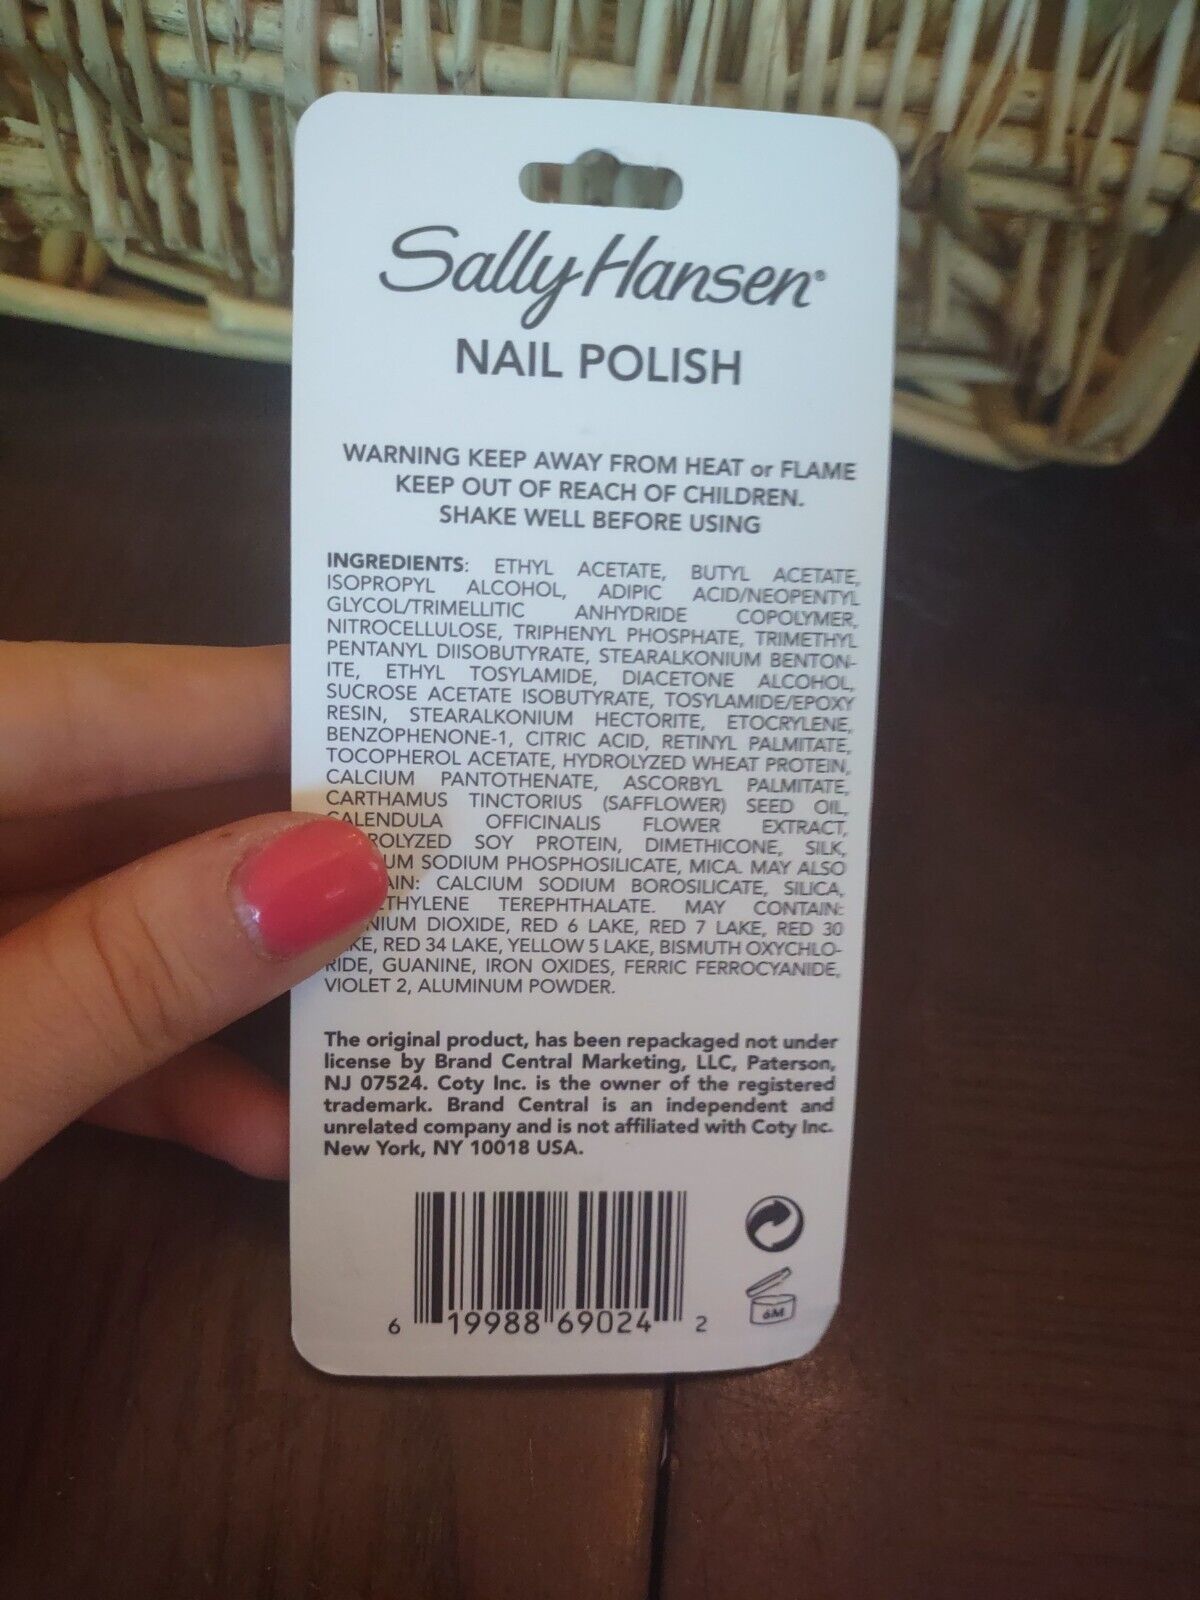 Sally Hansen®
NAIL POLISH
WARNING KEEP AWAY FROM HEAT or FLAME
KEEP OUT OF REACH OF CHILDREN.
SHAKE WELL BEFORE USING
INGREDIENTS: ETHYL ACETATE, BUTYL ACETATE,
ISOPROPYL ALCOHOL, ADIPIC ACID/NEOPENTYL
GLYCOL/TRIMELLITIC ANHYDRIDE COPOLYMER,
NITROCELLULOSE, TRIPHENYL PHOSPHATE, TRIMETHYL
PENTANYL DIISOBUTYRATE, STEARALKONIUM BENTON-
ITE, ETHYL TOSYLAMIDE, DIACETONE ALCOHOL,
SUCROSE ACETATE ISOBUTYRATE, TOSYLAMIDE/EPOXY
RESIN, STEARALKONIUM HECTORITE, ETOCRYLENE,
BENZOPHENONE-1, CITRIC ACID, RETINYL PALMITATE,
TOCOPHEROL ACETATE, HYDROLYZED WHEAT PROTEIN,
CALCIUM PANTOTHENATE, ASCORBYL PALMITATE,
CARTHAMUS TINCTORIUS (SAFFLOWER) SEED OIL,
CALENDULA OFFICINALIS FLOWER EXTRACT,
SOY PROTEIN, DIMETHICONE, SILK,
SODIUM PHOSPHOSILICATE, MICA. MAY ALSO
CALCIUM SODIUM BOROSILICATE, SILICA,
TEREPHTHALATE. MAY CONTAIN:
DIOXIDE, RED 6 LAKE, RED 7 LAKE, RED 30
LAKE, RED 34 LAKE, YELLOW 5 LAKE, BISMUTH OXYCHLO-
RIDE, GUANINE, IRON OXIDES, FERRIC FERROCYANIDE,
VIOLET 2, ALUMINUM POWDER.
The original product, has been repackaged not under
license by Brand Central Marketing, LLC, Paterson,
NJ 07524. Coty Inc. is the owner of the registered
trademark. Brand Central is an independent and
unrelated company and is not affiliated with Coty Inc.
New York, NY 10018 USA.
6 19988 69024 2
6M